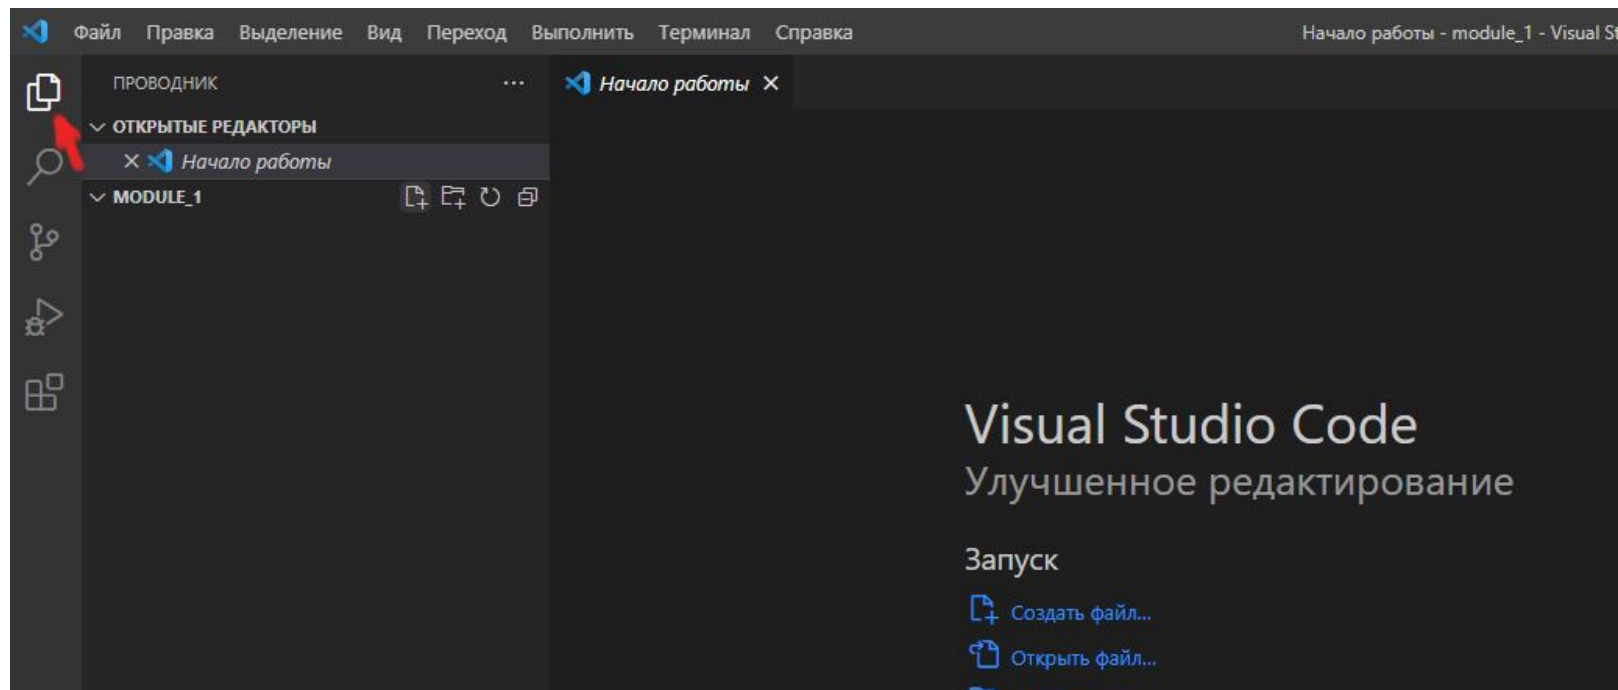 Файл Правка Выделение Вид Переход Выполнить Терминал Справка Начало работы - module_1 - Visual
ПРОВОДНИК
Начало работы
ОТКРЫТЫЕ РЕДАКТОРЫ
Начало работы
MODULE_1
Visual Studio Code
Улучшенное редактирование
Запуск
Создать файл...
Открыть файл...